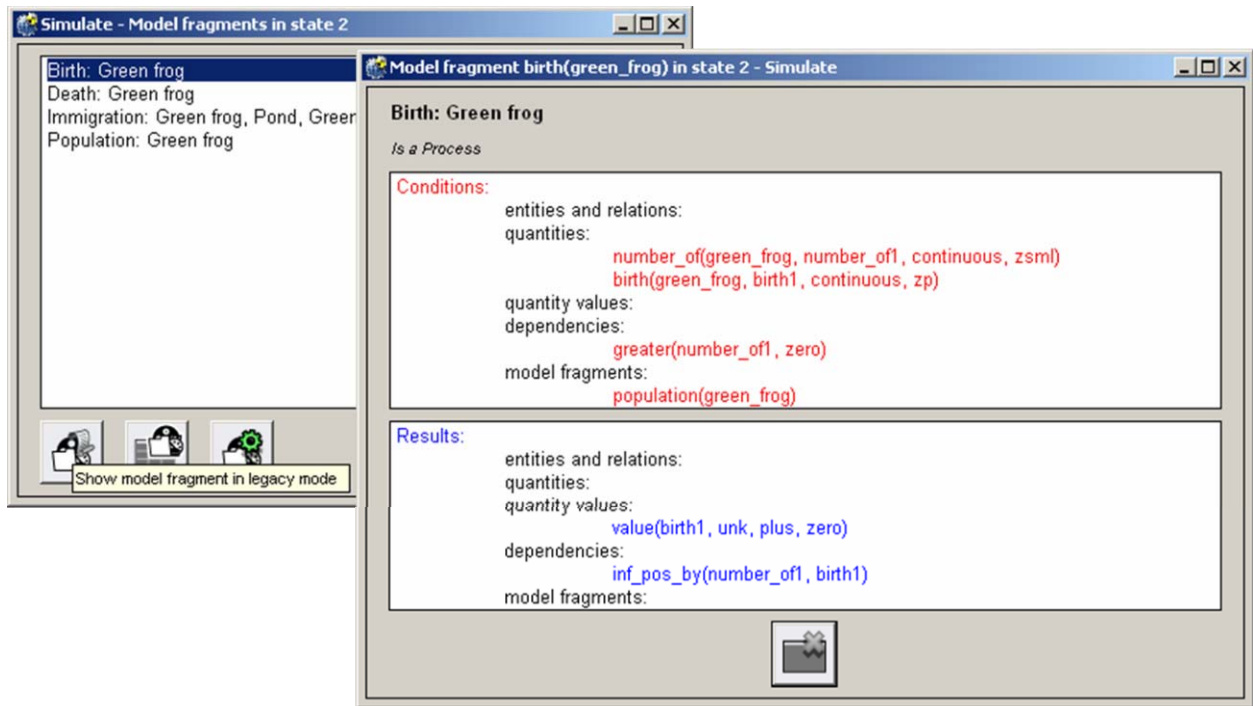 Simulate - Model fragments in state 2
Birth: Green frog
Death: Green frog
Immigration: Green frog, Pond, Green
Population: Green frog
Show model fragment in legacy mode
Model fragment birth(green_frog) in state 2 - Simulate
Birth: Green frog
Is a Process
Conditions:
entities and relations:
quantities:
number_of(green_frog, number_of1, continuous, zsml)
birth(green_frog, birth1, continuous, zp)
quantity values:
dependencies:
greater(number_of1, zero)
model fragments:
population(green_frog)
Results:
entities and relations:
quantities:
quantity values:
value(birth1, unk, plus, zero)
dependencies:
inf_pos_by(number_of1, birth1)
model fragments: